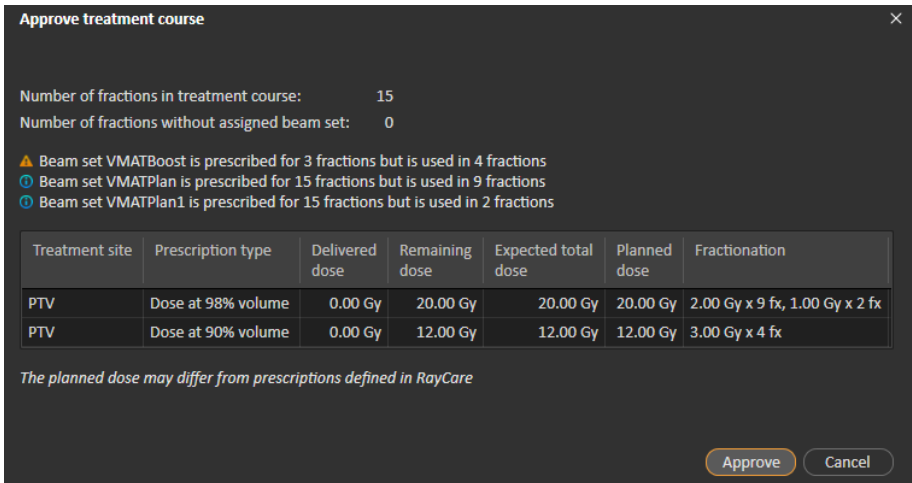 Approve treatment course
Number of fractions in treatment course: 15
Number of fractions without assigned beam set: 0
Beam set VMATBoost is prescribed for 3 fractions but is used in 4 fractions
Beam set VMATPlan is prescribed for 15 fractions but is used in 9 fractions
Beam set VMATPlan1 is prescribed for 15 fractions but is used in 2 fractions
Treatment site Prescription type Delivered dose Remaining dose Expected total dose Planned dose Fractionation
PTV Dose at 98% volume 0.00 Gy 20.00 Gy 20.00 Gy 20.00 Gy 2.00 Gy x 9 fx, 1.00 Gy x 2 fx
PTV Dose at 90% volume 0.00 Gy 12.00 Gy 12.00 Gy 12.00 Gy 3.00 Gy x 4 fx
The planned dose may differ from prescriptions defined in RayCare
Approve Cancel